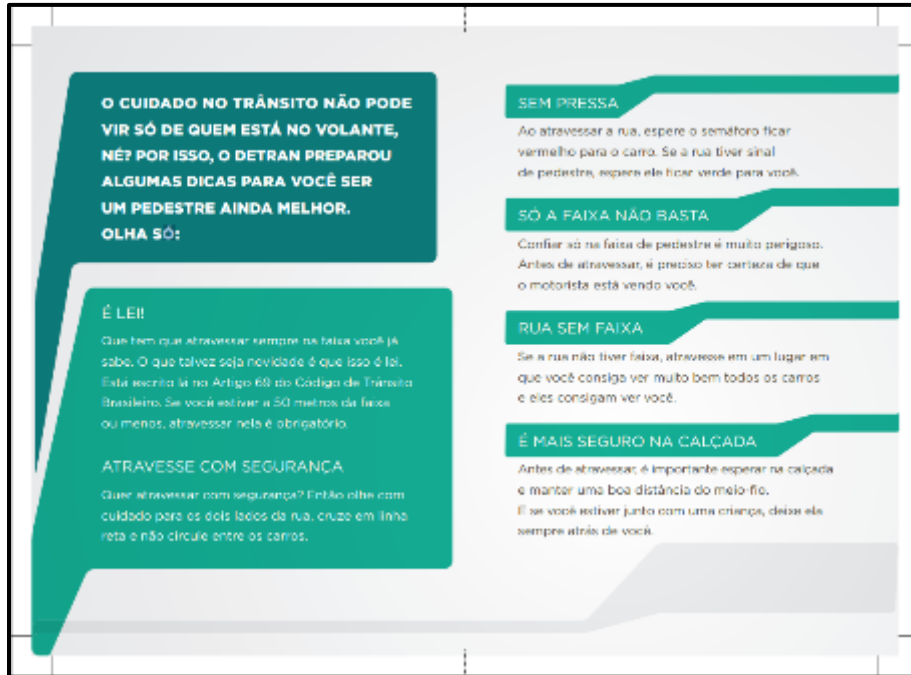 O CUIDADO NO TRÂNSITO NÃO PODE
VIR SÓ DE QUEM ESTÁ NO VOLANTE,
NÉ? POR ISSO, O DETRAN PREPAROU
ALGUMAS DICAS PARA VOCÊ SER
UM PEDESTRE AINDA MELHOR.
OLHA SÓ:
É LEI!
Que tem que atravessar sempre na faixa você já
sabe. O que talvez seja novidade é que isso é lei.
Está escrito lá no Artigo 69 do Código de Trânsito
Brasileiro. Se você estiver a 50 metros da faixa
ou menos, atravessar nela é obrigatório.
ATRAVESSE COM SEGURANÇA
Quer atravessar com segurança? Então olhe com
cuidado para os dois lados da rua, cruze em linha
reta e não circule entre os carros.
SEM PRESSA
Ao atravessar a rua, espere o semáforo ficar
vermelho para o carro. Se a rua tiver sinal
de pedestre, espere ele ficar verde para você.
SÓ A FAIXA NÃO BASTA
Confiar só na faixa de pedestre é muito perigoso.
Antes de atravessar, é preciso ter certeza de que
o motorista está vendo você.
RUA SEM FAIXA
Se a rua não tiver faixa, atravesse em um lugar em
que você consiga ver muito bem todos os carros
e eles consigam ver você.
É MAIS SEGURO NA CALÇADA
Antes de atravessar, é importante esperar na calçada
e manter uma boa distância do meio-fio.
E se você estiver junto com uma criança, deixe ela
sempre atrás de você.